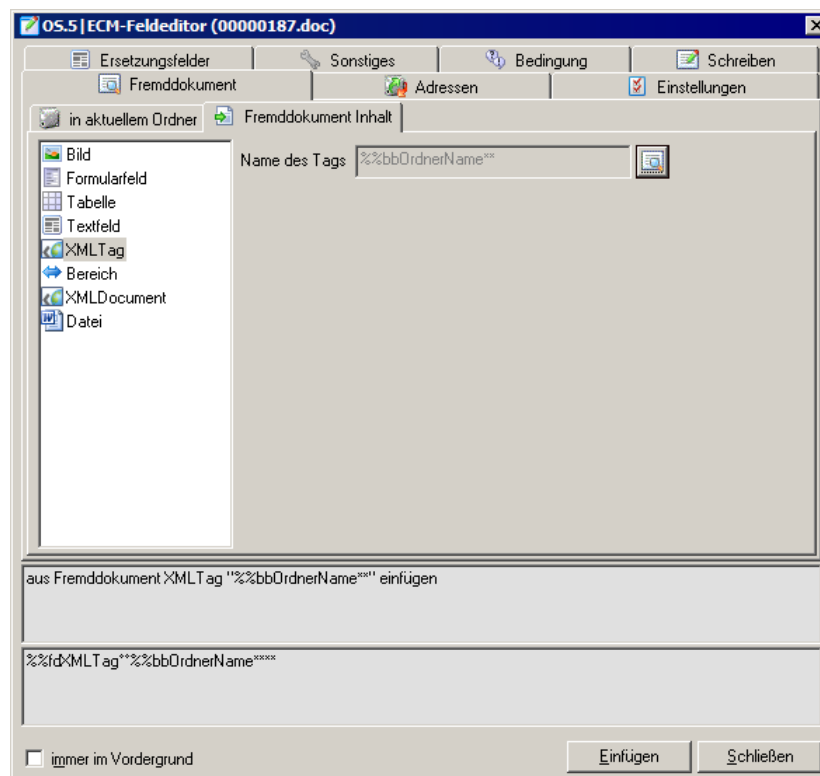 OS.5|ECM-Feldeditor (00000187.doc)
Ersetzungsfelder Sonstiges Bedingung Schreiben
Fremddokument Adressen Einstellungen
in aktuellem Ordner Fremddokument Inhalt
Bild
Name des Tags %%bbOrdnerName**
Formularfeld
Tabelle
Textfeld
XMLTag
Bereich
XMLDocument
Datei
aus Fremddokument XMLTag "%%bbOrdnerName**" einfügen
%%fdXMLTag**%%bbOrdnerName****
immer im Vordergrund Einfügen Schließen